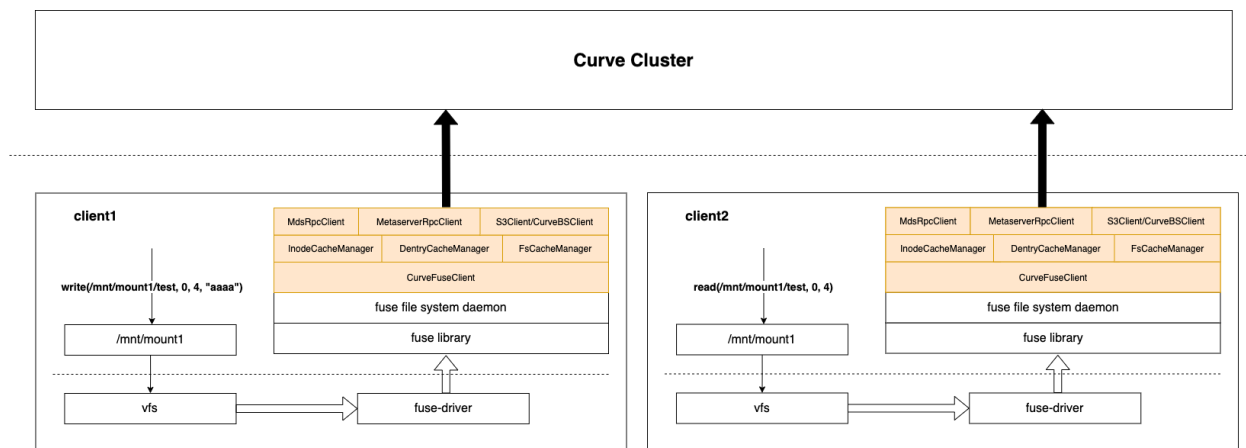 Curve Cluster
client1
MdsRpcClient
MetaserverRpcClient
S3Client/CurveBSClient
InodeCacheManager
DentryCacheManager
FsCacheManager
CurveFuseClient
write(/mnt/mount1/test, 0, 4, "aaaa")
fuse file system daemon
/mnt/mount1
fuse library
vfs
fuse-driver
client2
MdsRpcClient
MetaserverRpcClient
S3Client/CurveBSClient
InodeCacheManager
DentryCacheManager
FsCacheManager
CurveFuseClient
read(/mnt/mount1/test, 0, 4)
fuse file system daemon
/mnt/mount1
fuse library
vfs
fuse-driver